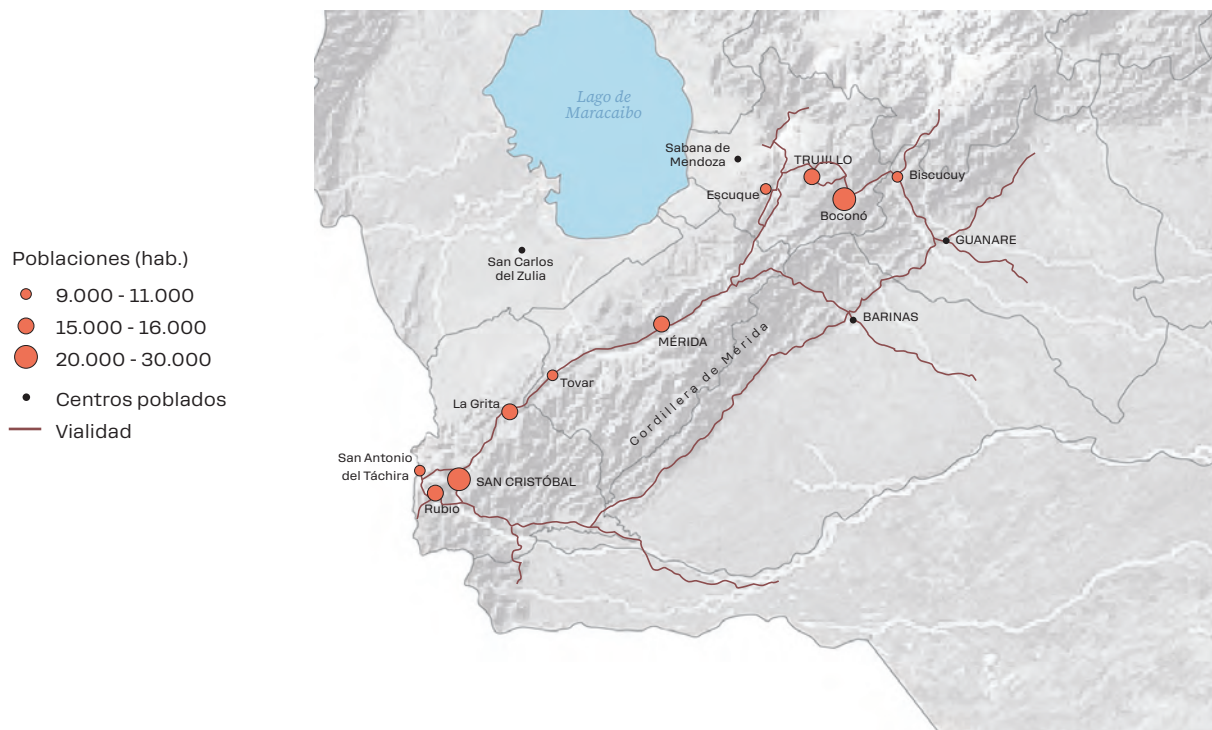 Lago de
Maracaibo
Sabana de
Mendoza
TRUJILLO
Escuque
Biscucuy
Boconó
GUANARE
San Carlos
del Zulia
Poblaciones (hab.)
9.000 - 11.000
15.000 - 16.000
20.000 - 30.000
Centros poblados
Vialidad
BARINAS
MÉRIDA
Cordillera de Mérida
Tovar
La Grita
San Antonio
del Táchira
SAN CRISTÓBAL
Rubio